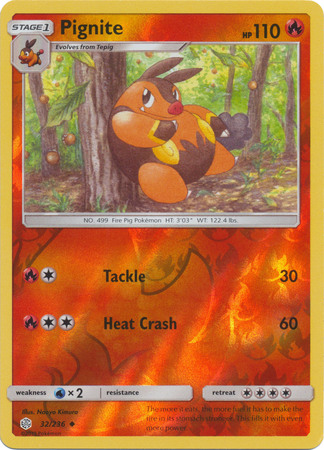 STAGE 1
Pignite
HP 110
Evolves from Tepig
NO. 499 Fire Pig Pokémon HT: 3'03" WT: 122.4 lbs.
Tackle 30
Heat Crash 60
weakness ×2 resistance retreat
Illus. Naoyo Kimura
32/236
The more it eats, the more fuel it has to make the
fire in its stomach stronger. This fills it with even
more power.